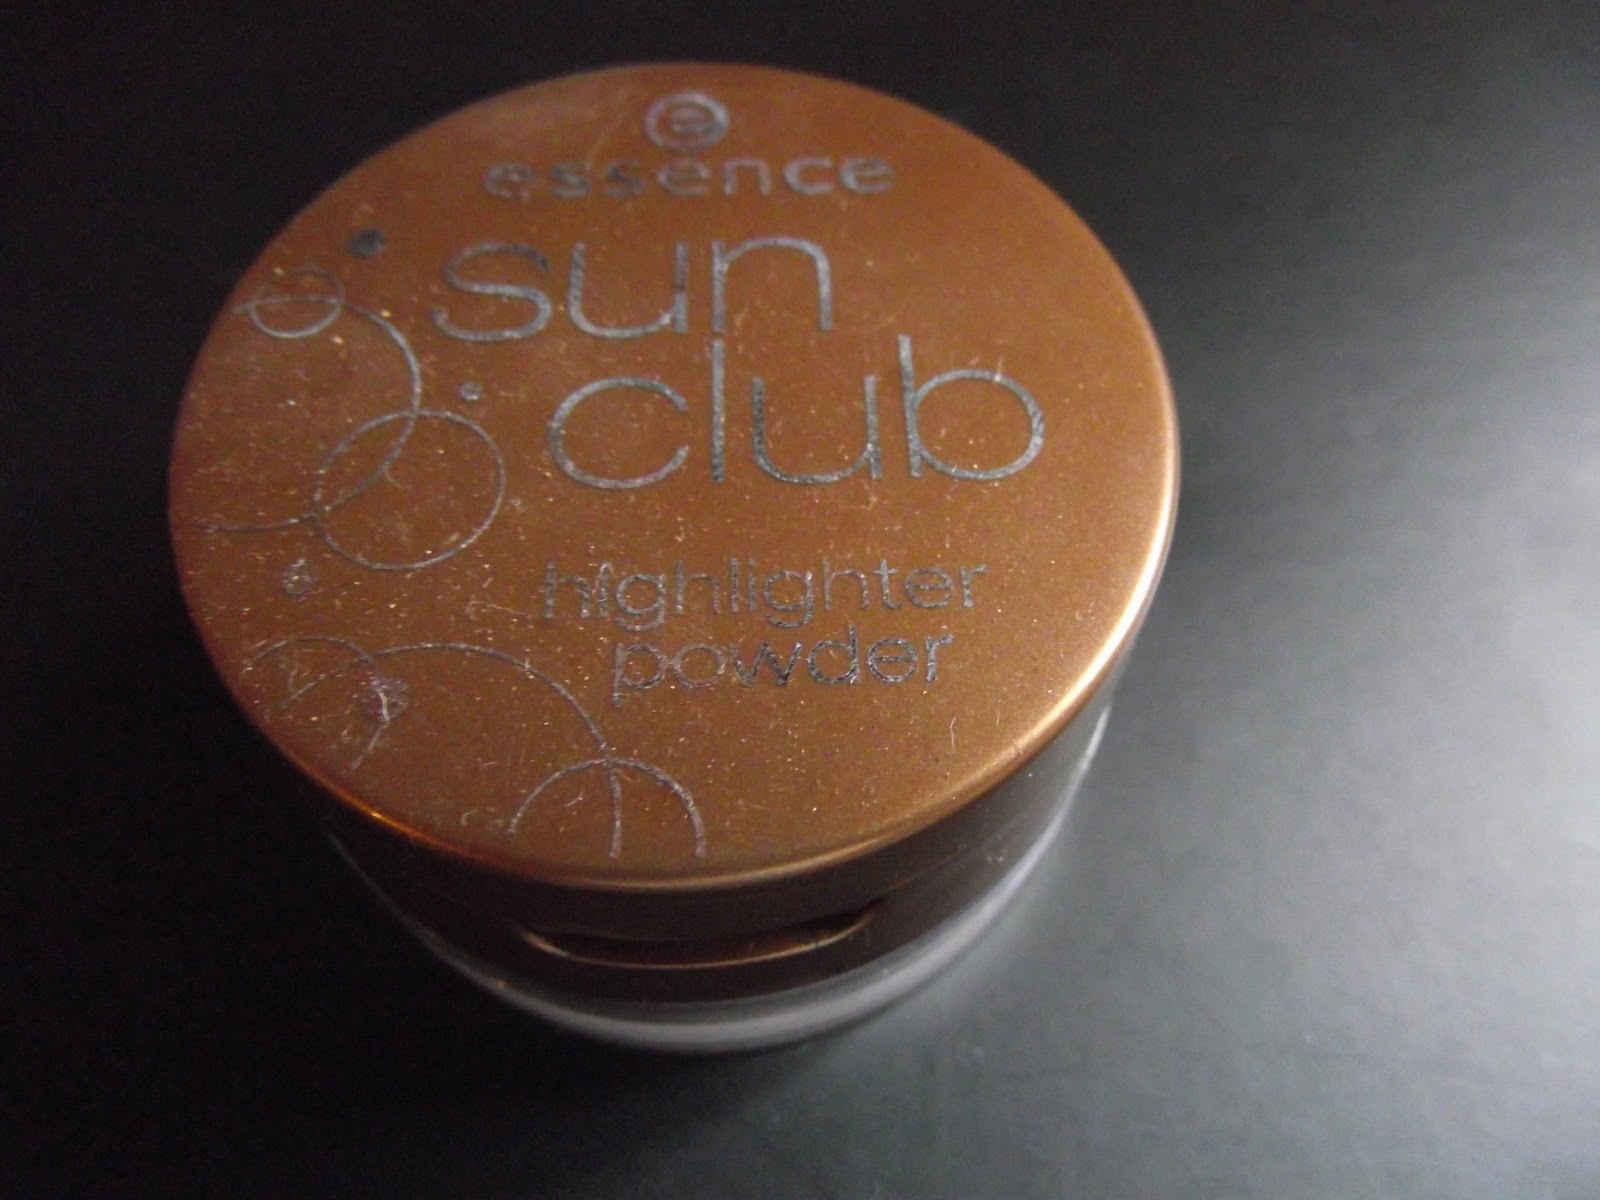 e
essence
sun
club
highlighter
powder